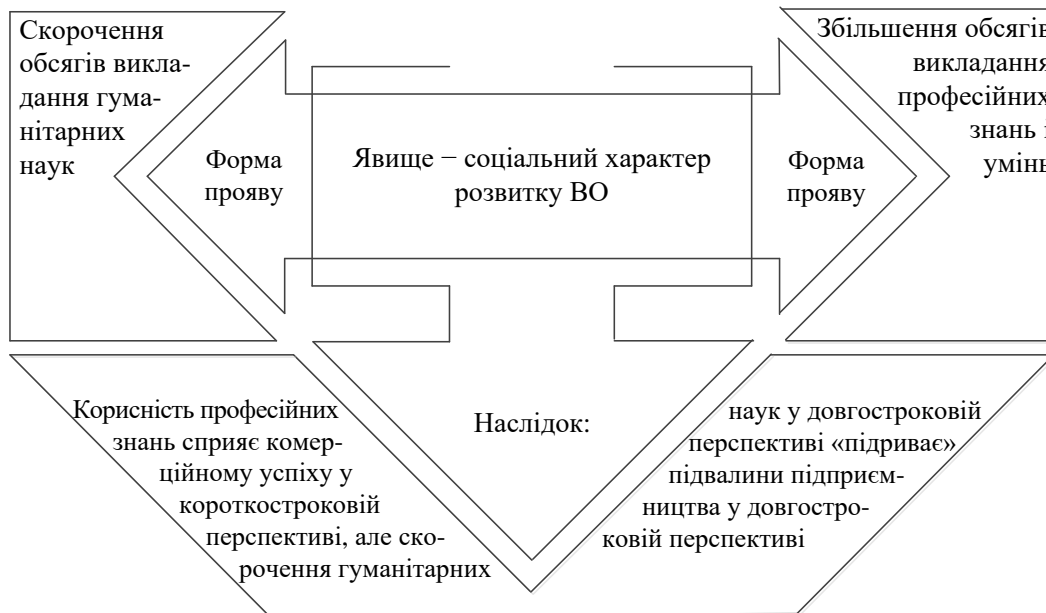 Скорочення
обсягів викла-
дання гума-
нітарних
наук
Форма
прояву
Явище − соціальний характер
розвитку ВО
Форма
прояву
Збільшення обсягів
викладання
професійних
знань і
умінь
Наслідок:
Корисність професійних
знань сприяє комер-
ційному успіху у
короткостроковій
перспективі, але ско-
рочення гуманітарних
наук у довгостроковій
перспективі «підриває»
підвалини підприєм-
ництва у довгостро-
ковій перспективі